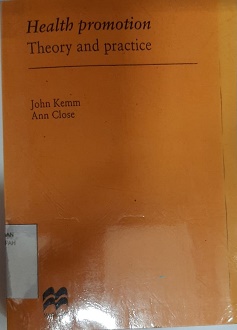 Health promotion
Theory and practice
John Kemm
Ann Close